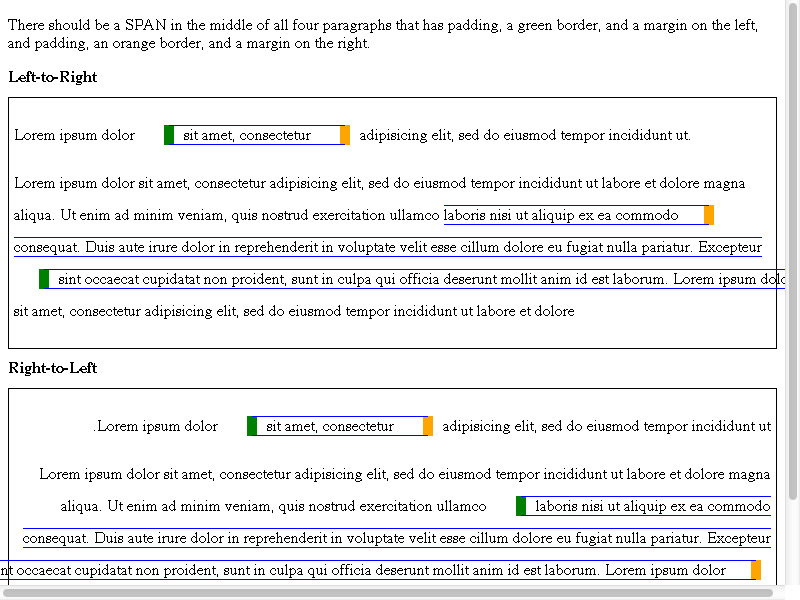 There should be a SPAN in the middle of all four paragraphs that has padding, a green border, and a margin on the left,
and padding, an orange border, and a margin on the right.
Left-to-Right
Lorem ipsum dolor sit amet, consectetur adipisicing elit, sed do eiusmod tempor incididunt ut.
Lorem ipsum dolor sit amet, consectetur adipisicing elit, sed do eiusmod tempor incididunt ut labore et dolore magna
aliqua. Ut enim ad minim veniam, quis nostrud exercitation ullamco laboris nisi ut aliquip ex ea commodo
consequat. Duis aute irure dolor in reprehenderit in voluptate velit esse cillum dolore eu fugiat nulla pariatur. Excepteur
sint occaecat cupidatat non proident, sunt in culpa qui officia deserunt mollit anim id est laborum. Lorem ipsum
sit amet, consectetur adipisicing elit, sed do eiusmod tempor incididunt ut labore et dolore
Right-to-Left
.Lorem ipsum dolor sit amet, consectetur adipisicing elit, sed do eiusmod tempor incididunt ut
Lorem ipsum dolor sit amet, consectetur adipisicing elit, sed do eiusmod tempor incididunt ut labore et dolore magna
aliqua. Ut enim ad minim veniam, quis nostrud exercitation ullamco laboris nisi ut aliquip ex ea commodo
consequat. Duis aute irure dolor in reprehenderit in voluptate velit esse cillum dolore eu fugiat nulla pariatur. Excepteur
occaecat cupidatat non proident, sunt in culpa qui officia deserunt mollit anim id est laborum. Lorem ipsum dolor